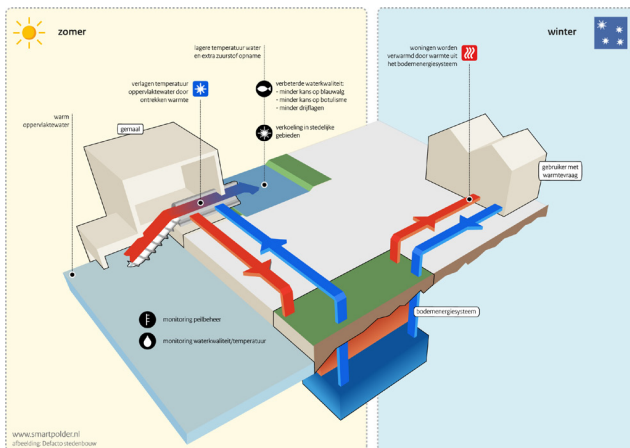 zomer
winter
lagere temperatuur water
en extra zuurstof opname
woningen worden
verwarmd door warmte uit
het bodemenergiesysteem
verlagen temperatuur
oppervlaktewater door
ontrekken warmte
verbeterde waterkwaliteit:
- minder kans op blauwalg
- minder kans op botulisme
- minder drijflagen
warm
oppervlaktewater
gemaal
verkoeling in stedelijke
gebieden
gebruiker met
warmtevraag
bodemenergiesysteem
monitoring peilbeheer
monitoring waterkwaliteit/temperatuur
www.smartpolder.nl
afbeelding: Defacto stedenbouw